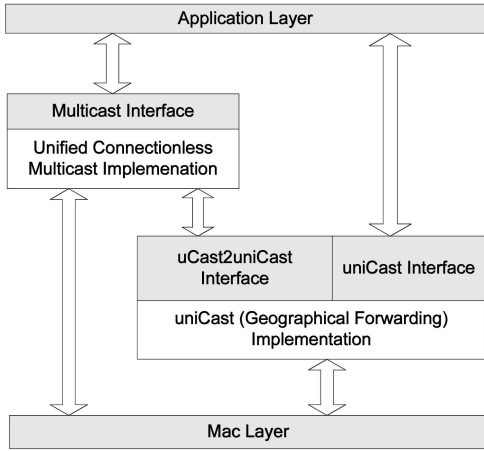 Application Layer
Multicast Interface
Unified Connectionless
Multicast Implemenation
uCast2uniCast
Interface
uniCast Interface
uniCast (Geographical Forwarding)
Implementation
Mac Layer